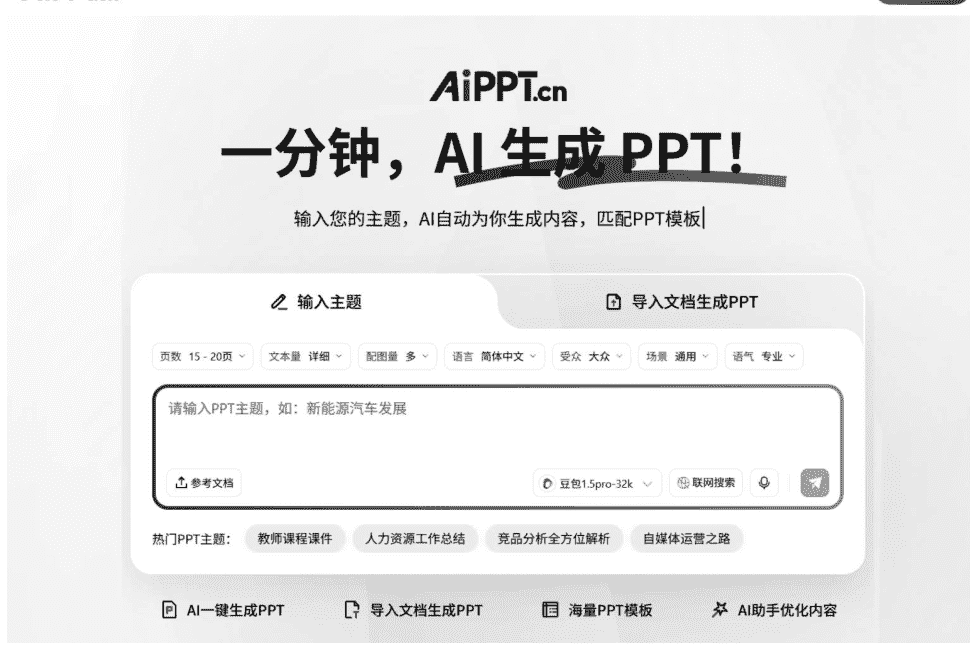 AiPPT.cn
一分钟，AI 生成 PPT！
输入您的主题，AI自动为你生成内容，匹配PPT模板
输入主题
导入文档生成PPT
页数 15 - 20页 文本量 详细 配图量 多 语言 简体中文 受众 大众 场景 通用 语气 专业
请输入PPT主题，如：新能源汽车发展
参考文档 豆包1.5pro-32k 联网搜索
热门PPT主题： 教师课程课件 人力资源工作总结 竞品分析全方位解析 自媒体运营之路
AI一键生成PPT 导入文档生成PPT 海量PPT模板 AI助手优化内容